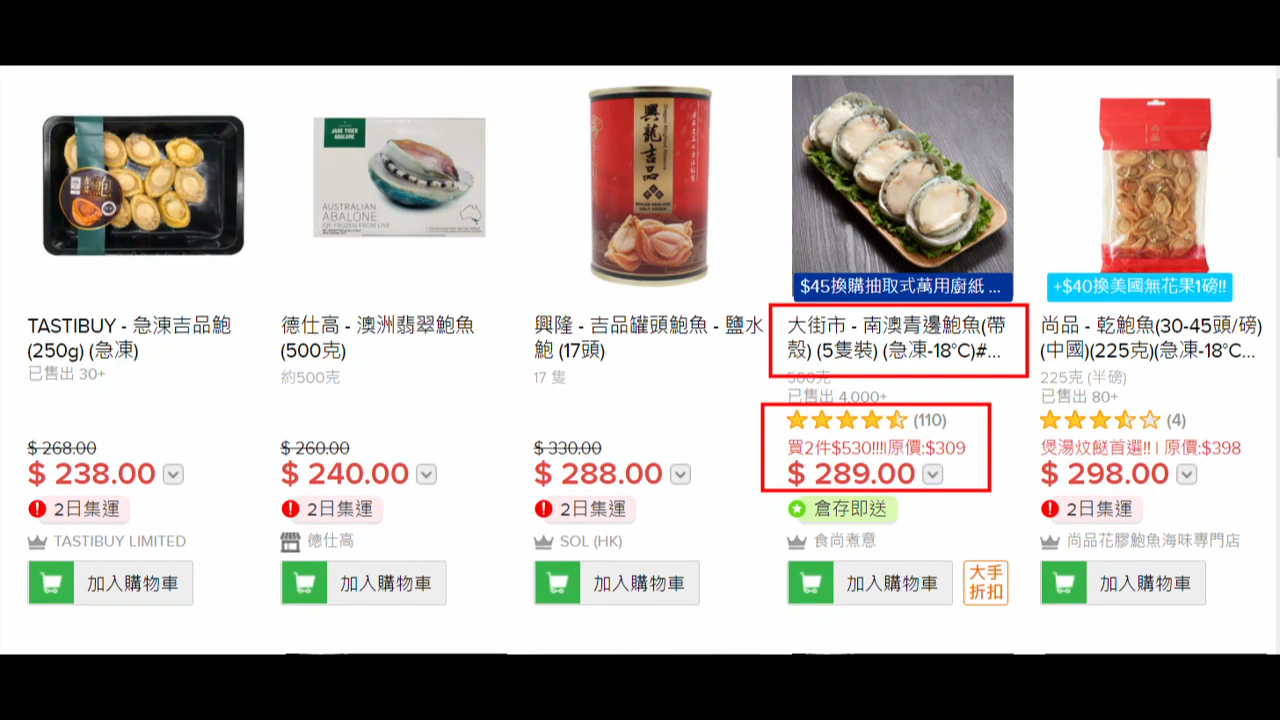 JADE TIGER
ABALONE
AUSTRALIAN
ABALONE
IQF FROZEN FROM LIVE
興龍吉品
尚品
$45換購抽取式萬用廚紙 ...
+$40換美國無花果1磅!!
TASTIBUY - 急凍吉品鮑
(250g) (急凍)
已售出 30+
$ 268.00
$ 238.00
2日集運
TASTIBUY LIMITED
加入購物車
德仕高 - 澳洲翡翠鮑魚
(500克)
約500克
$ 260.00
$ 240.00
2日集運
德仕高
加入購物車
興隆 - 吉品罐頭鮑魚 - 鹽水
鮑 (17頭)
17 隻
$ 330.00
$ 288.00
2日集運
SOL (HK)
加入購物車
大街市 - 南澳青邊鮑魚(帶
殼) (5隻裝) (急凍-18°C)#...
500克
已售出 4,000+
(110)
買2件$530!!!|原價:$309
$ 289.00
倉存即送
食尚煮意
加入購物車
大手
折扣
尚品 - 乾鮑魚(30-45頭/磅)
(中國)(225克)(急凍-18°C...
225克 (半磅)
已售出 80+
(4)
煲湯炆餸首選!! | 原價:$398
$ 298.00
2日集運
尚品花膠鮑魚海味專門店
加入購物車